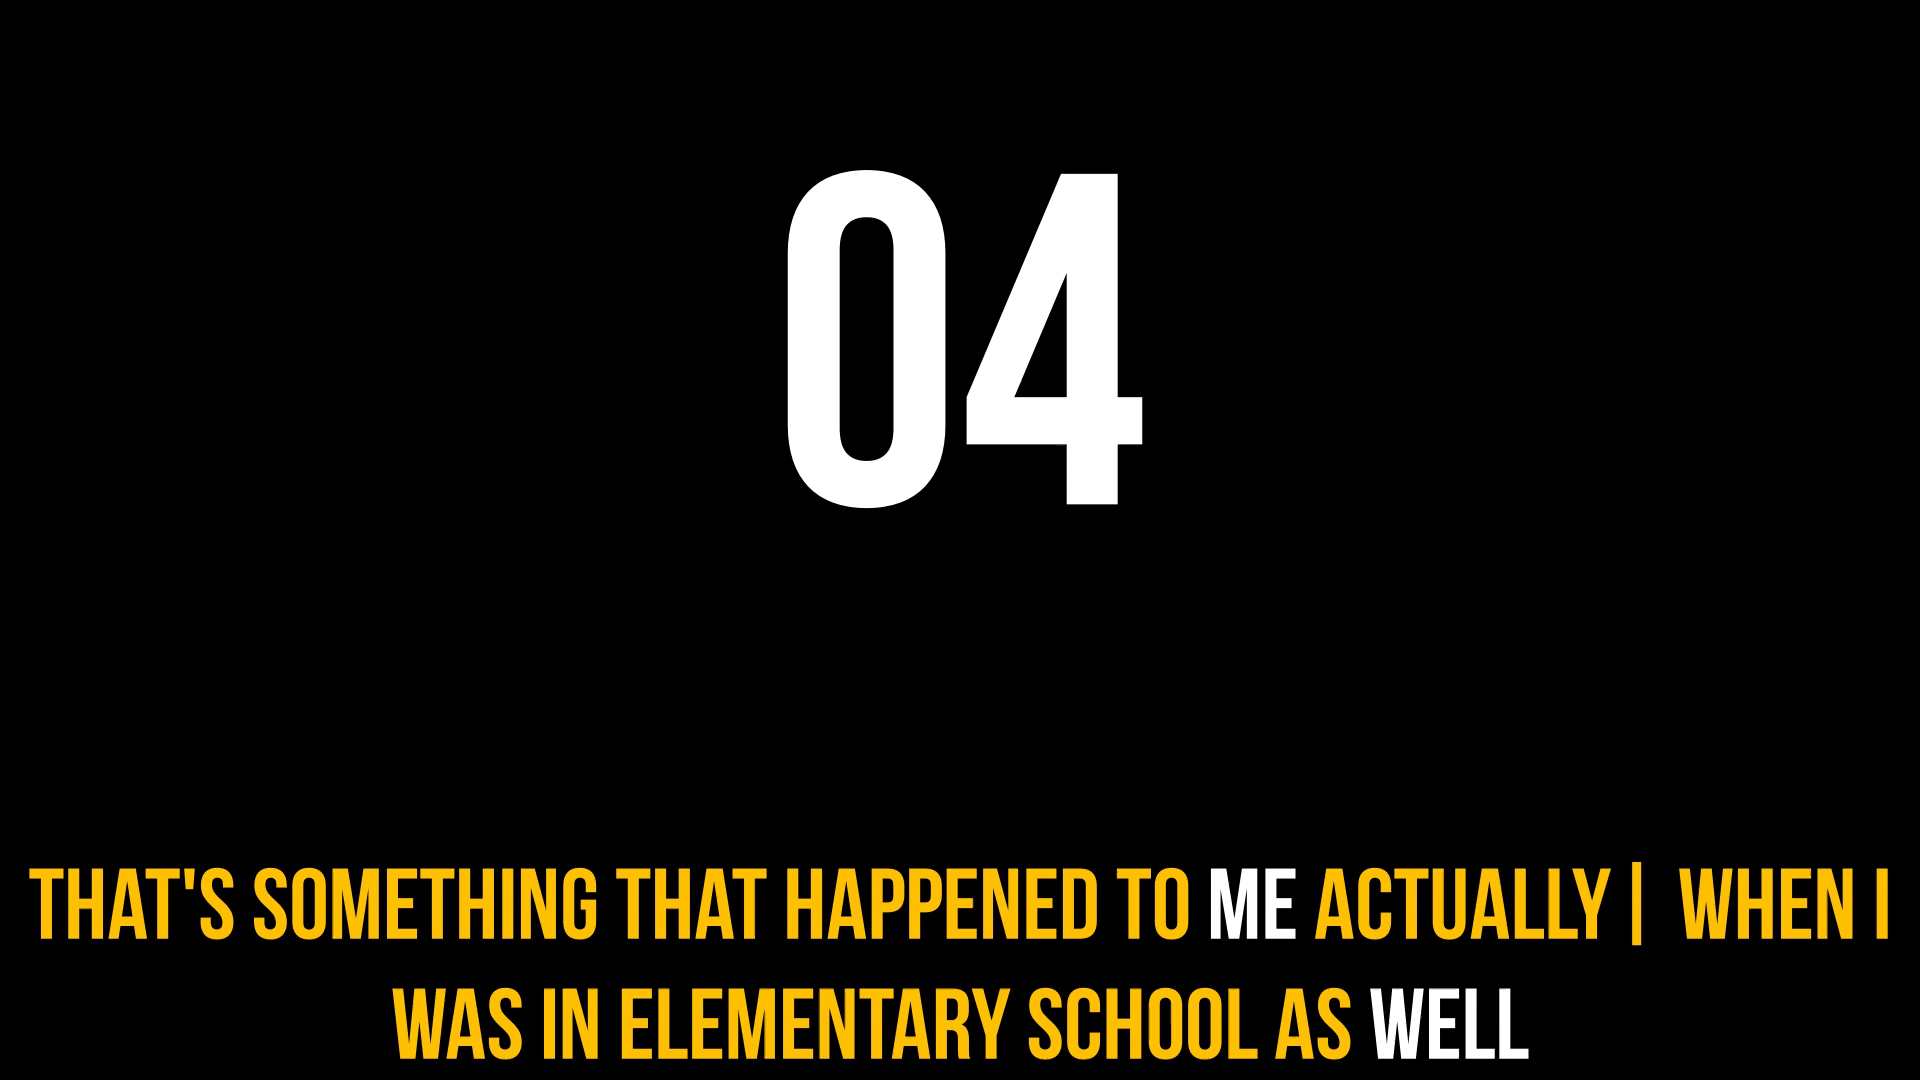 04
THAT'S SOMETHING THAT HAPPENED TO ME ACTUALLY| WHEN I
WAS IN ELEMENTARY SCHOOL AS WELL